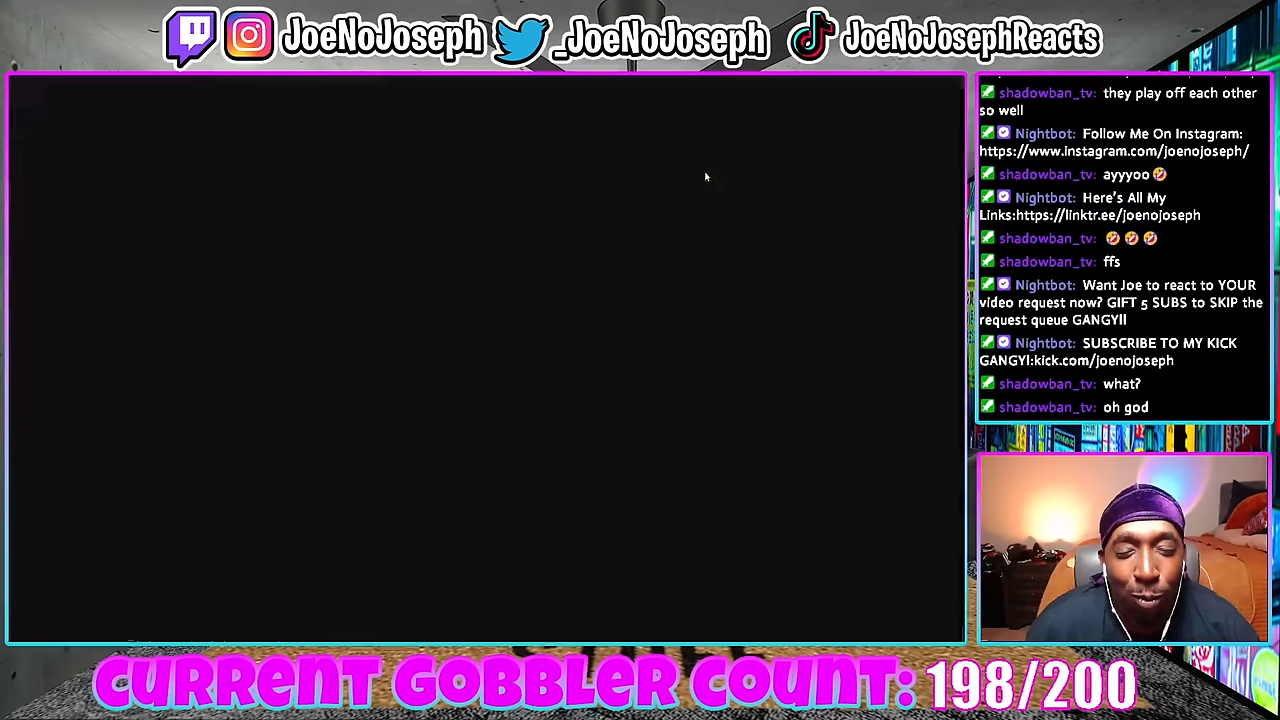 JoeNoJoseph
_JoeNoJoseph
JoeNoJosephReacts
shadowban_tv: they play off each other
so well
Nightbot: Follow Me On Instagram:
https://www.instagram.com/joenojoseph/
shadowban_tv: ayyyoo 🤣
Nightbot: Here's All My
Links:https://linktr.ee/joenojoseph
shadowban_tv: 🤣 🤣 🤣
shadowban_tv: ffs
Nightbot: Want Joe to react to YOUR
video request now? GIFT 5 SUBS to SKIP the
request queue GANGY!!
Nightbot: SUBSCRIBE TO MY KICK
GANGY!:kick.com/joenojoseph
shadowban_tv: what?
shadowban_tv: oh god
CURRENT GOBBLER COUNT: 198/200